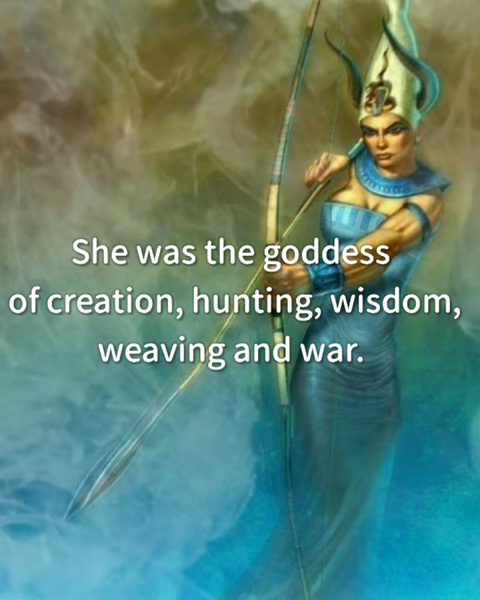 She was the goddess
of creation, hunting, wisdom,
weaving and war.